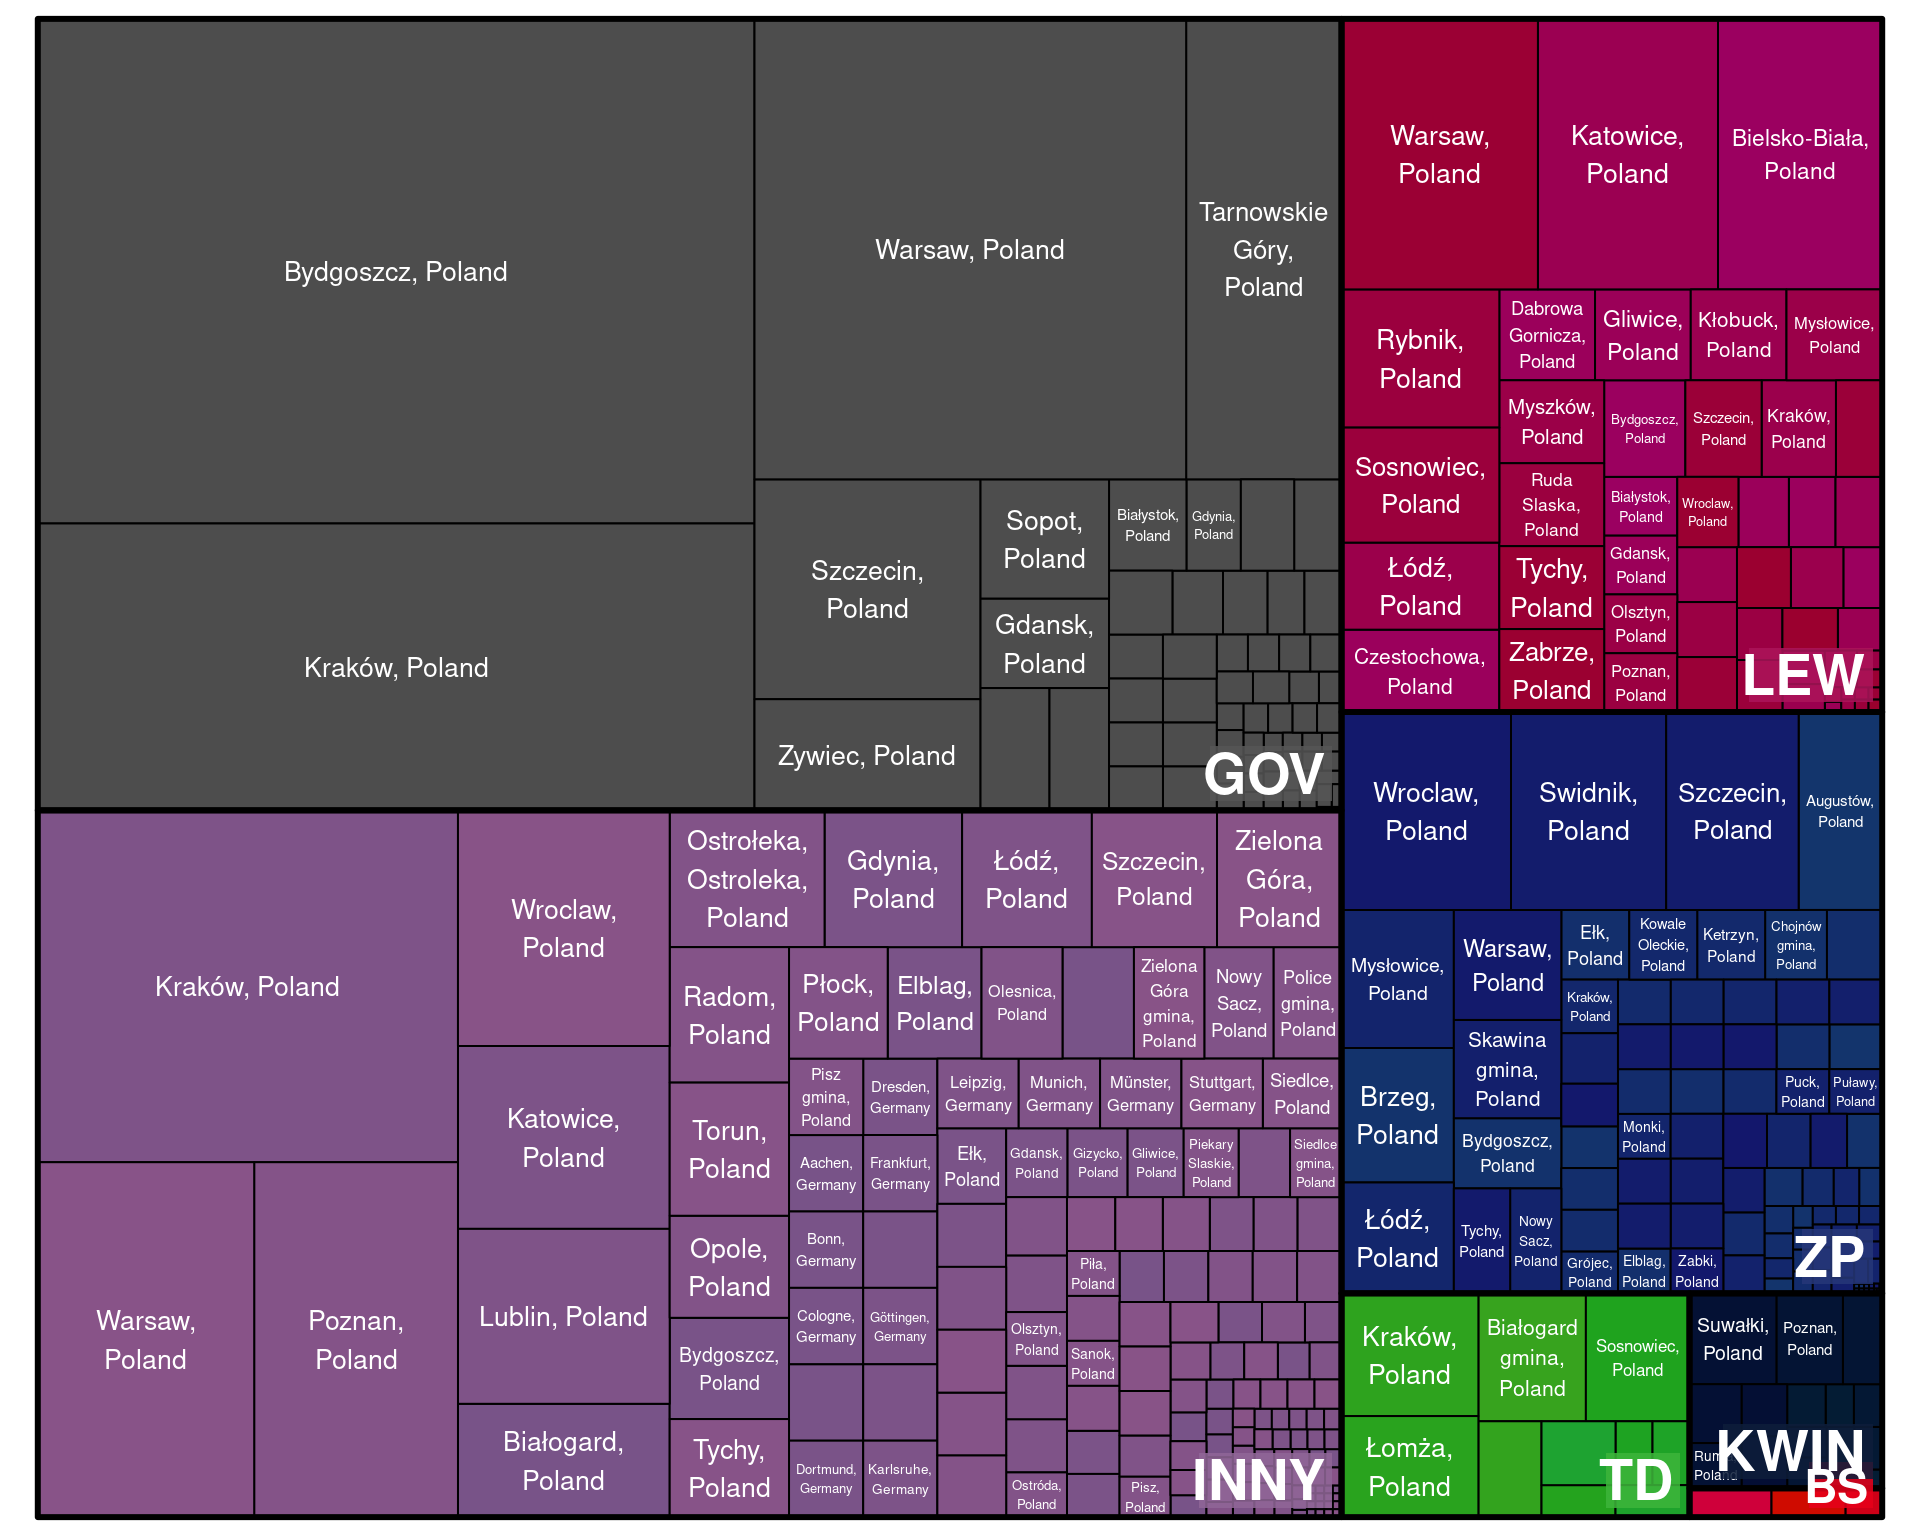 Bydgoszcz, Poland
Kraków, Poland
Warsaw, Poland
Tarnowskie
Góry,
Poland
Szczecin,
Poland
Zywiec, Poland
Sopot,
Poland
Gdansk,
Poland
Białystok,
Poland
Gdynia,
Poland
GOV
Warsaw,
Poland
Katowice,
Poland
Bielsko-Biała,
Poland
Rybnik,
Poland
Sosnowiec,
Poland
Łódź,
Poland
Czestochowa,
Poland
Dabrowa
Gornicza,
Poland
Gliwice,
Poland
Kłobuck,
Poland
Mysłowice,
Poland
Myszków,
Poland
Ruda
Slaska,
Poland
Tychy,
Poland
Zabrze,
Poland
Bydgoszcz,
Poland
Szczecin,
Poland
Kraków,
Poland
Białystok,
Poland
Wroclaw,
Poland
Gdansk,
Poland
Olsztyn,
Poland
Poznan,
Poland
LEW
Kraków, Poland
Warsaw,
Poland
Poznan,
Poland
Wroclaw,
Poland
Katowice,
Poland
Lublin, Poland
Białogard,
Poland
Ostrołeka,
Ostroleka,
Poland
Gdynia,
Poland
Łódź,
Poland
Szczecin,
Poland
Zielona
Góra,
Poland
Radom,
Poland
Torun,
Poland
Opole,
Poland
Bydgoszcz,
Poland
Tychy,
Poland
Płock,
Poland
Elblag,
Poland
Olesnica,
Poland
Zielona
Góra
gmina,
Poland
Nowy
Sacz,
Poland
Police
gmina,
Poland
Pisz
gmina,
Poland
Dresden,
Germany
Aachen,
Germany
Frankfurt,
Germany
Bonn,
Germany
Cologne,
Germany
Göttingen,
Germany
Dortmund,
Germany
Karlsruhe,
Germany
Leipzig,
Germany
Munich,
Germany
Münster,
Germany
Stuttgart,
Germany
Siedlce,
Poland
Ełk,
Poland
Gdansk,
Poland
Gizycko,
Poland
Gliwice,
Poland
Piekary
Slaskie,
Poland
Siedlce
gmina,
Poland
Piła,
Poland
Olsztyn,
Poland
Sanok,
Poland
Ostróda,
Poland
Pisz,
Poland
INNY
Wroclaw,
Poland
Swidnik,
Poland
Szczecin,
Poland
Augustów,
Poland
Mysłowice,
Poland
Brzeg,
Poland
Łódź,
Poland
Warsaw,
Poland
Skawina
gmina,
Poland
Bydgoszcz,
Poland
Tychy,
Poland
Nowy
Sacz,
Poland
Ełk,
Poland
Kowale
Oleckie,
Poland
Ketrzyn,
Poland
Chojnów
gmina,
Poland
Kraków,
Poland
Puck,
Poland
Puławy,
Poland
Monki,
Poland
Grójec,
Poland
Elblag,
Poland
Zabki,
Poland
ZP
Kraków,
Poland
Łomża,
Poland
Białogard
gmina,
Poland
Sosnowiec,
Poland
TD
Suwałki,
Poland
Poznan,
Poland
Poland
KWIN
BS